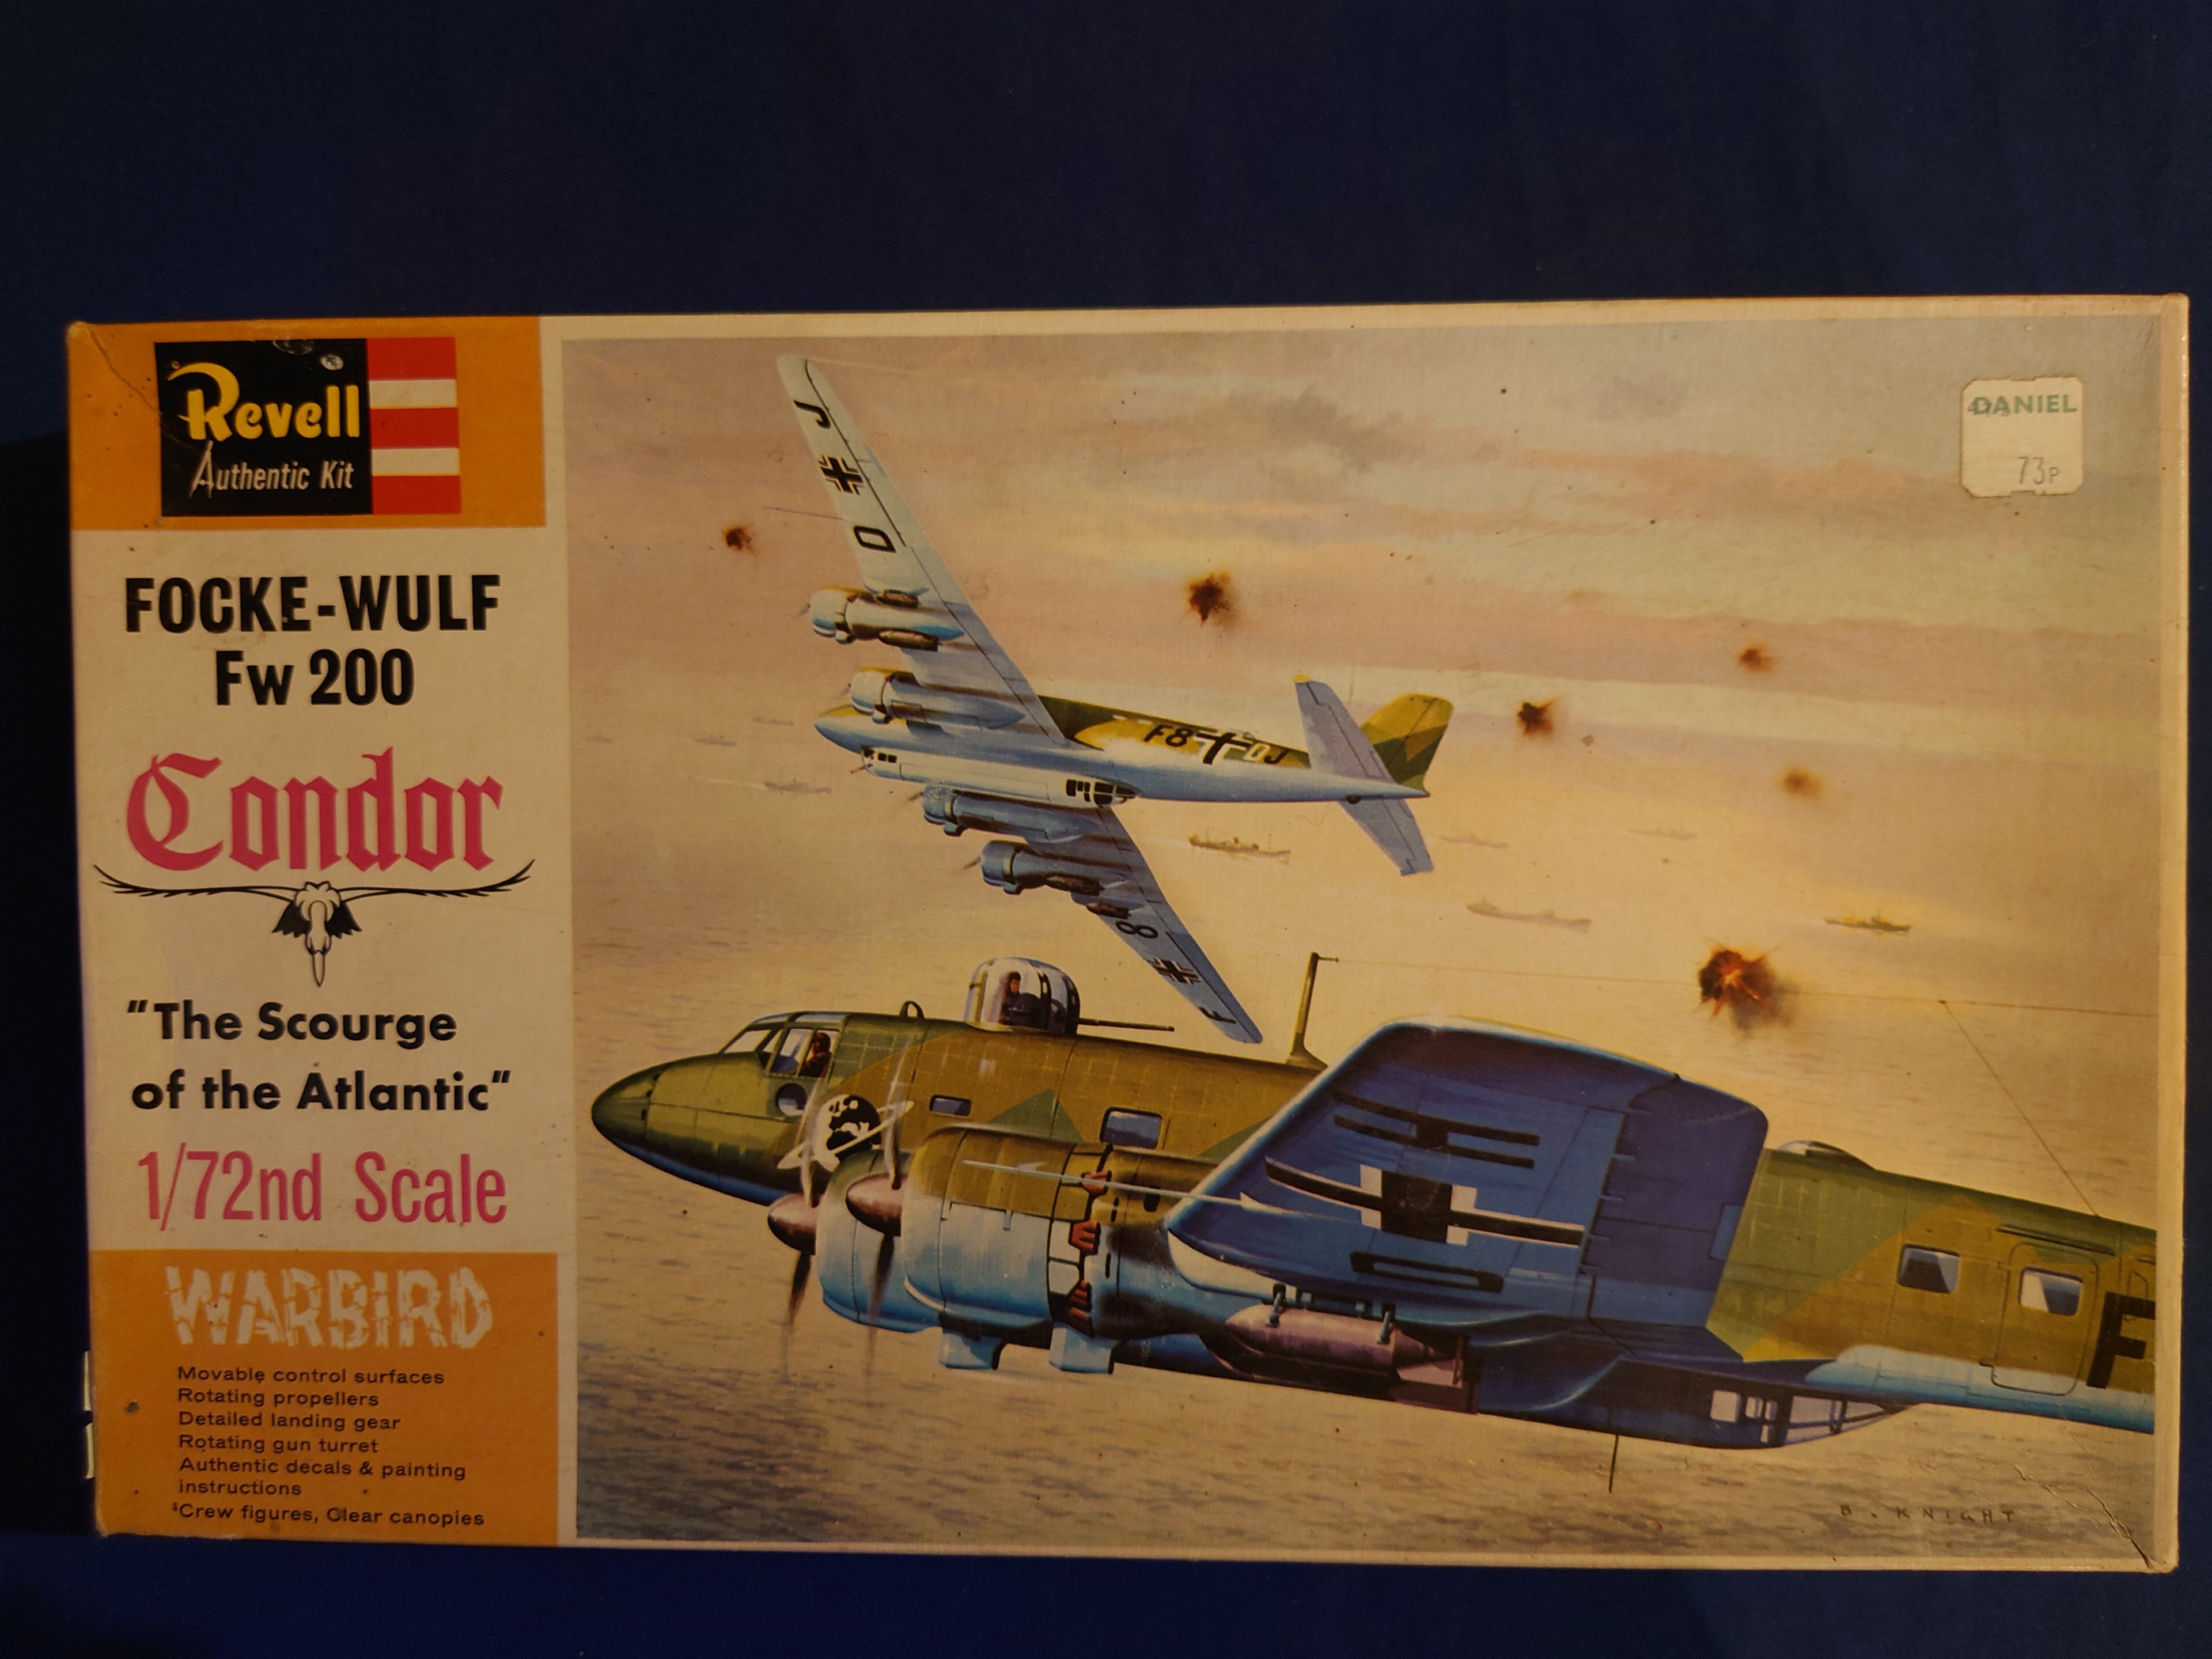 Revell
Authentic Kit
FOCKE-WULF
Fw 200
Condor
"The Scourge
of the Atlantic"
1/72nd Scale
WARBIRD
Movable control surfaces
Rotating propellers
Detailed landing gear
Rotating gun turret
Authentic decals & painting
instructions
Crew figures, Clear canopies
DANIEL
73P
J
O
F8 OJ
8
F
F
B. KNIGHT